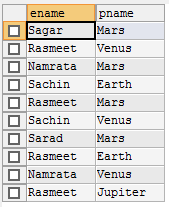 ename pname
Sagar Mars
Rasmeet Venus
Namrata Mars
Sachin Earth
Rasmeet Mars
Sachin Venus
Sarad Mars
Rasmeet Earth
Namrata Venus
Rasmeet Jupiter